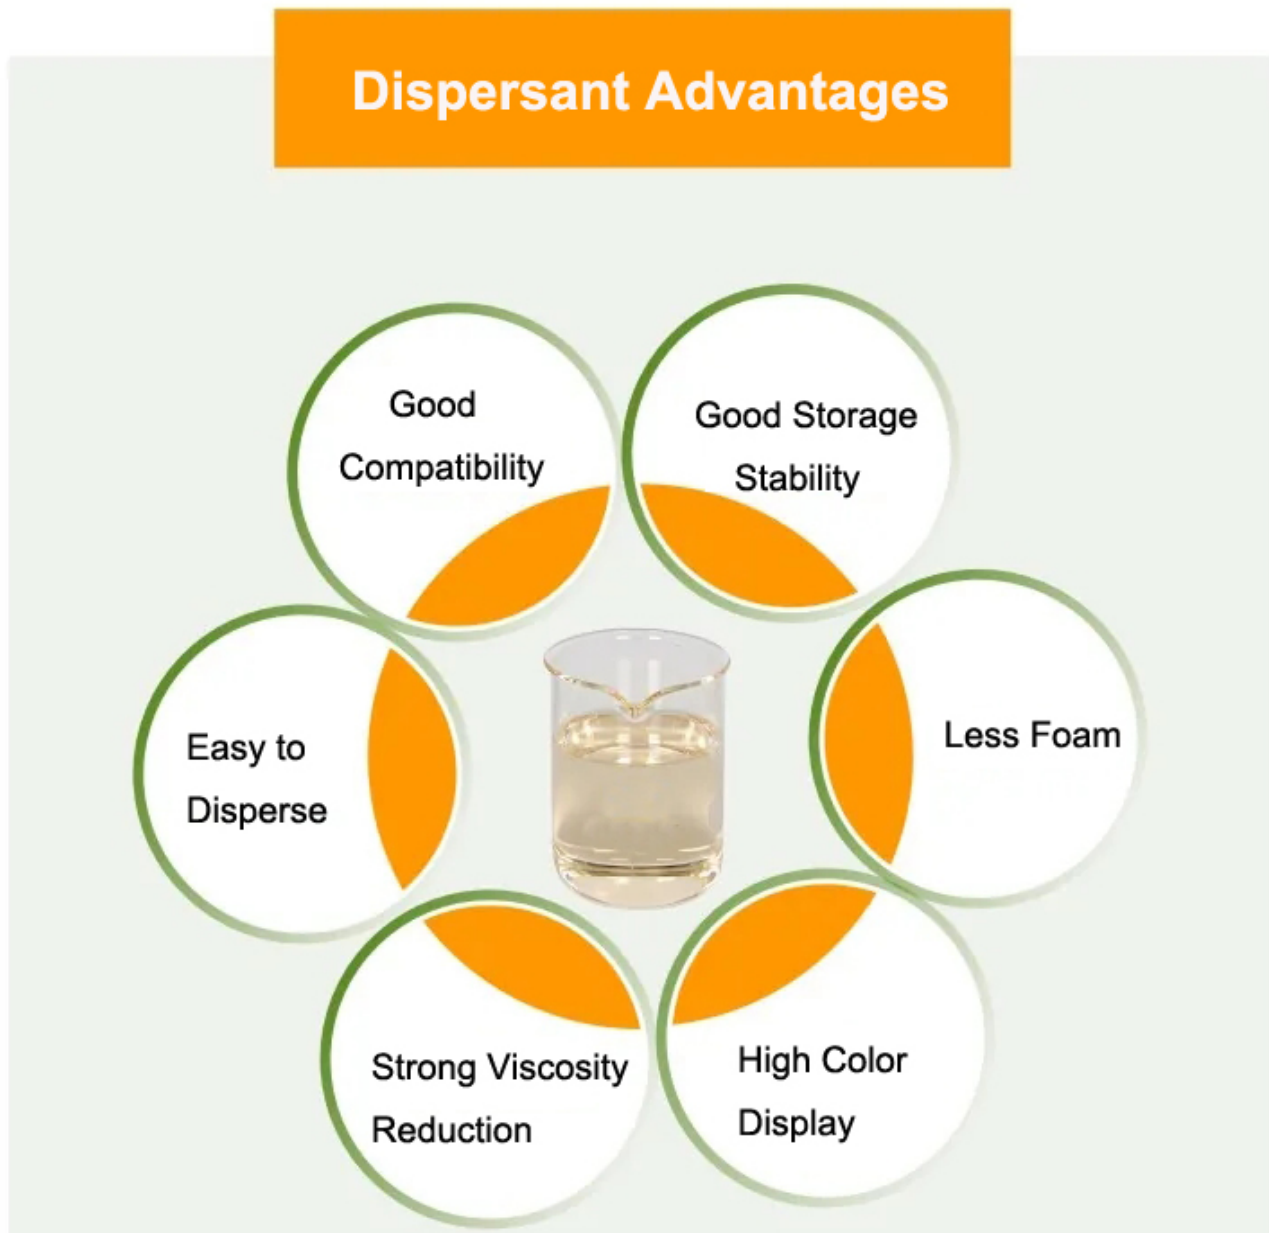 Dispersant Advantages
Good
Compatibility
Good Storage
Stability
Less Foam
Easy to
Disperse
Strong Viscosity
Reduction
High Color
Display